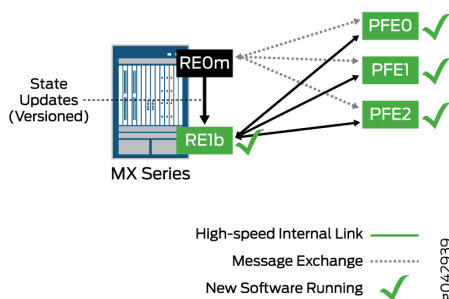 PFE0
RE0m
PFE1
State
Updates
(Versioned)
PFE2
RE1b
MX Series
High-speed Internal Link
Message Exchange
New Software Running
g042939